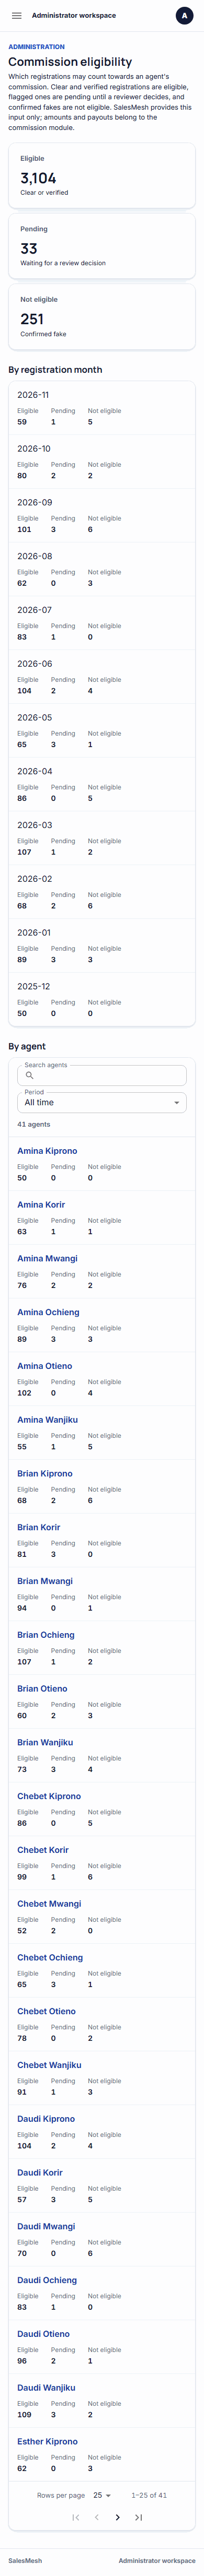 Administrator workspace
A
ADMINISTRATION
Commission eligibility
Which registrations may count towards an agent's
commission. Clear and verified registrations are eligible,
flagged ones are pending until a reviewer decides, and
confirmed fakes are not eligible. SalesMesh provides this
input only; amounts and payouts belong to the
commission module.
Eligible
3,104
Clear or verified
Pending
33
Waiting for a review decision
Not eligible
251
Confirmed fake
By registration month
2026-11
Eligible Pending Not eligible
59 1 5
2026-10
Eligible Pending Not eligible
80 2 2
2026-09
Eligible Pending Not eligible
101 3 6
2026-08
Eligible Pending Not eligible
62 0 3
2026-07
Eligible Pending Not eligible
83 1 0
2026-06
Eligible Pending Not eligible
104 2 4
2026-05
Eligible Pending Not eligible
65 3 1
2026-04
Eligible Pending Not eligible
86 0 5
2026-03
Eligible Pending Not eligible
107 1 2
2026-02
Eligible Pending Not eligible
68 2 6
2026-01
Eligible Pending Not eligible
89 3 3
2025-12
Eligible Pending Not eligible
50 0 0
By agent
Search agents
Period
All time
41 agents
Amina Kiprono
Eligible Pending Not eligible
50 0 0
Amina Korir
Eligible Pending Not eligible
63 1 1
Amina Mwangi
Eligible Pending Not eligible
76 2 2
Amina Ochieng
Eligible Pending Not eligible
89 3 3
Amina Otieno
Eligible Pending Not eligible
102 0 4
Amina Wanjiku
Eligible Pending Not eligible
55 1 5
Brian Kiprono
Eligible Pending Not eligible
68 2 6
Brian Korir
Eligible Pending Not eligible
81 3 0
Brian Mwangi
Eligible Pending Not eligible
94 0 1
Brian Ochieng
Eligible Pending Not eligible
107 1 2
Brian Otieno
Eligible Pending Not eligible
60 2 3
Brian Wanjiku
Eligible Pending Not eligible
73 3 4
Chebet Kiprono
Eligible Pending Not eligible
86 0 5
Chebet Korir
Eligible Pending Not eligible
99 1 6
Chebet Mwangi
Eligible Pending Not eligible
52 2 0
Chebet Ochieng
Eligible Pending Not eligible
65 3 1
Chebet Otieno
Eligible Pending Not eligible
78 0 2
Chebet Wanjiku
Eligible Pending Not eligible
91 1 3
Daudi Kiprono
Eligible Pending Not eligible
104 2 4
Daudi Korir
Eligible Pending Not eligible
57 3 5
Daudi Mwangi
Eligible Pending Not eligible
70 0 6
Daudi Ochieng
Eligible Pending Not eligible
83 1 0
Daudi Otieno
Eligible Pending Not eligible
96 2 1
Daudi Wanjiku
Eligible Pending Not eligible
109 3 2
Esther Kiprono
Eligible Pending Not eligible
62 0 3
Rows per page 25 1–25 of 41
SalesMesh Administrator workspace